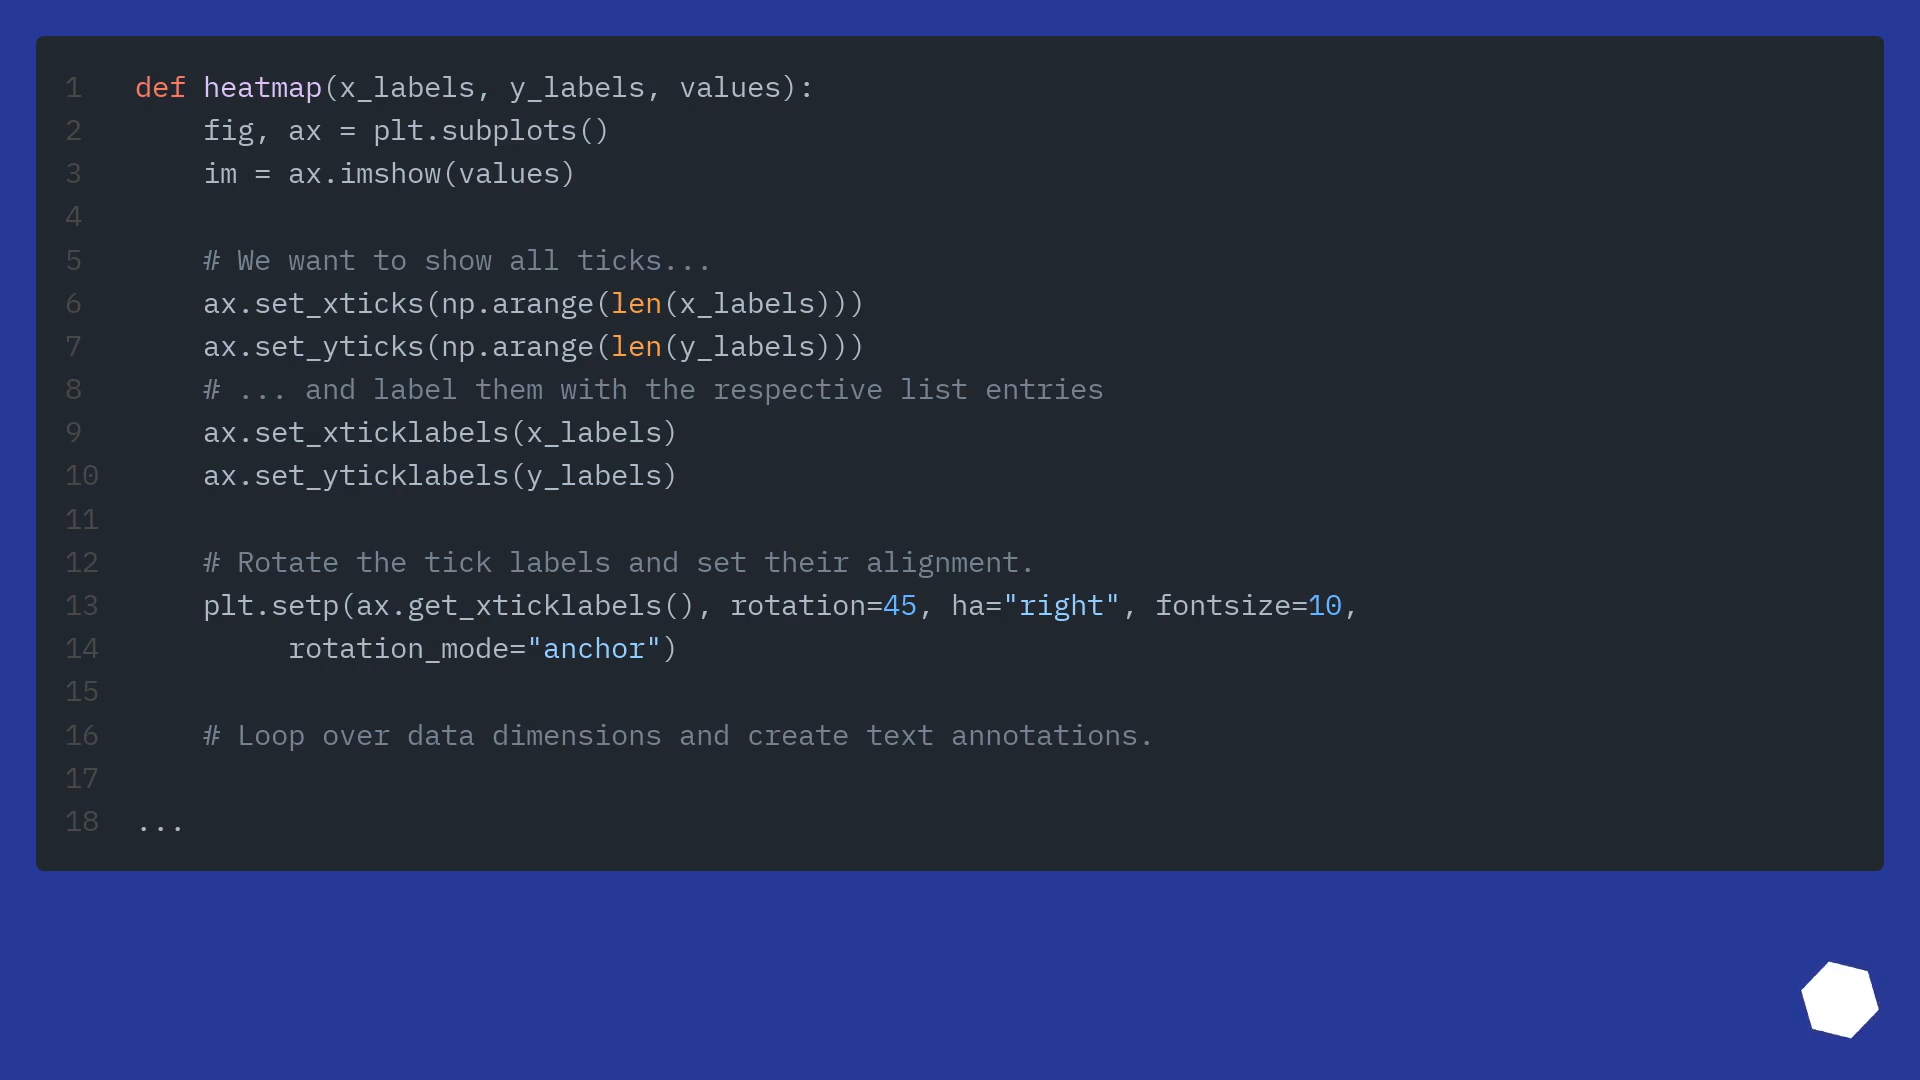 1 def heatmap(x_labels, y_labels, values):
2     fig, ax = plt.subplots()
3     im = ax.imshow(values)
4
5     # We want to show all ticks...
6     ax.set_xticks(np.arange(len(x_labels)))
7     ax.set_yticks(np.arange(len(y_labels)))
8     # ... and label them with the respective list entries
9     ax.set_xticklabels(x_labels)
10     ax.set_yticklabels(y_labels)
11
12     # Rotate the tick labels and set their alignment.
13     plt.setp(ax.get_xticklabels(), rotation=45, ha="right", fontsize=10,
14          rotation_mode="anchor")
15
16     # Loop over data dimensions and create text annotations.
17
18 ...